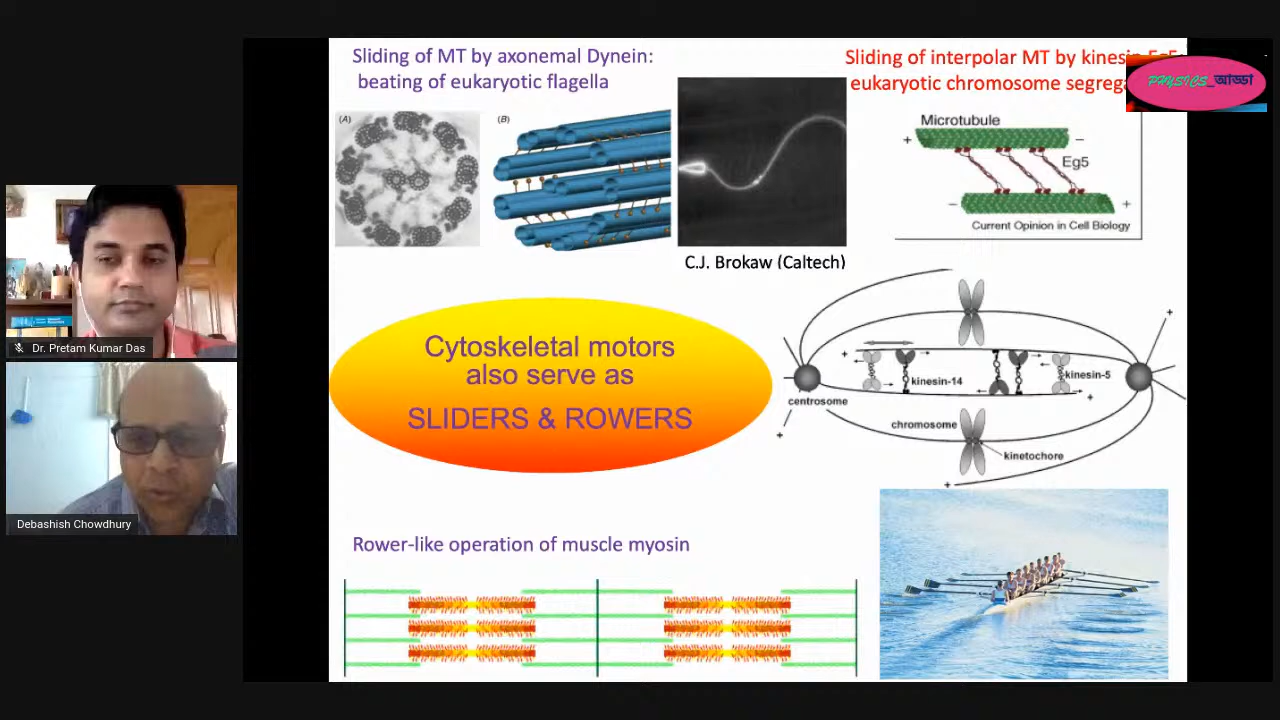 Sliding of MT by axonemal Dynein:
beating of eukaryotic flagella
Sliding of interpolar MT by kinesin Eg5:
eukaryotic chromosome
PHYSICS_আড্ডা
(A)
(B)
C.J. Brokaw (Caltech)
Microtubule
+
−
Eg5
−
+
Current Opinion in Cell Biology
Cytoskeletal motors
also serve as
SLIDERS & ROWERS
+
+
kinesin-14
kinesin-5
centrosome
+
chromosome
+
kinetochore
+
Rower-like operation of muscle myosin
Dr. Pretam Kumar Das
Debashish Chowdhury